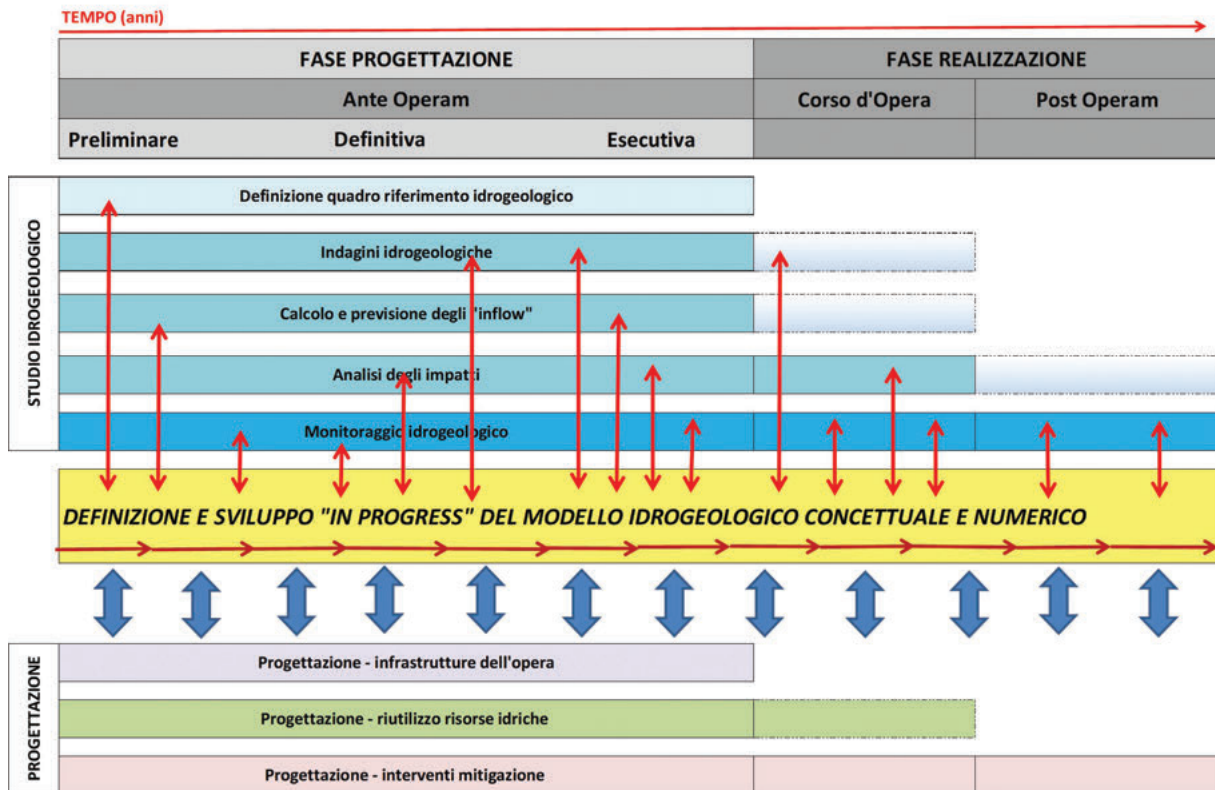 TEMPO (anni)
FASE PROGETTAZIONE
FASE REALIZZAZIONE
Ante Operam
Corso d'Opera
Post Operam
Preliminare
Definitiva
Esecutiva
STUDIO IDROGEOLOGICO
Definizione quadro riferimento idrogeologico
Indagini idrogeologiche
Calcolo e previsione degli "inflow"
Analisi degli impatti
Monitoraggio idrogeologico
DEFINIZIONE E SVILUPPO "IN PROGRESS" DEL MODELLO IDROGEOLOGICO CONCETTUALE E NUMERICO
PROGETTAZIONE
Progettazione - infrastrutture dell'opera
Progettazione - riutilizzo risorse idriche
Progettazione - interventi mitigazione